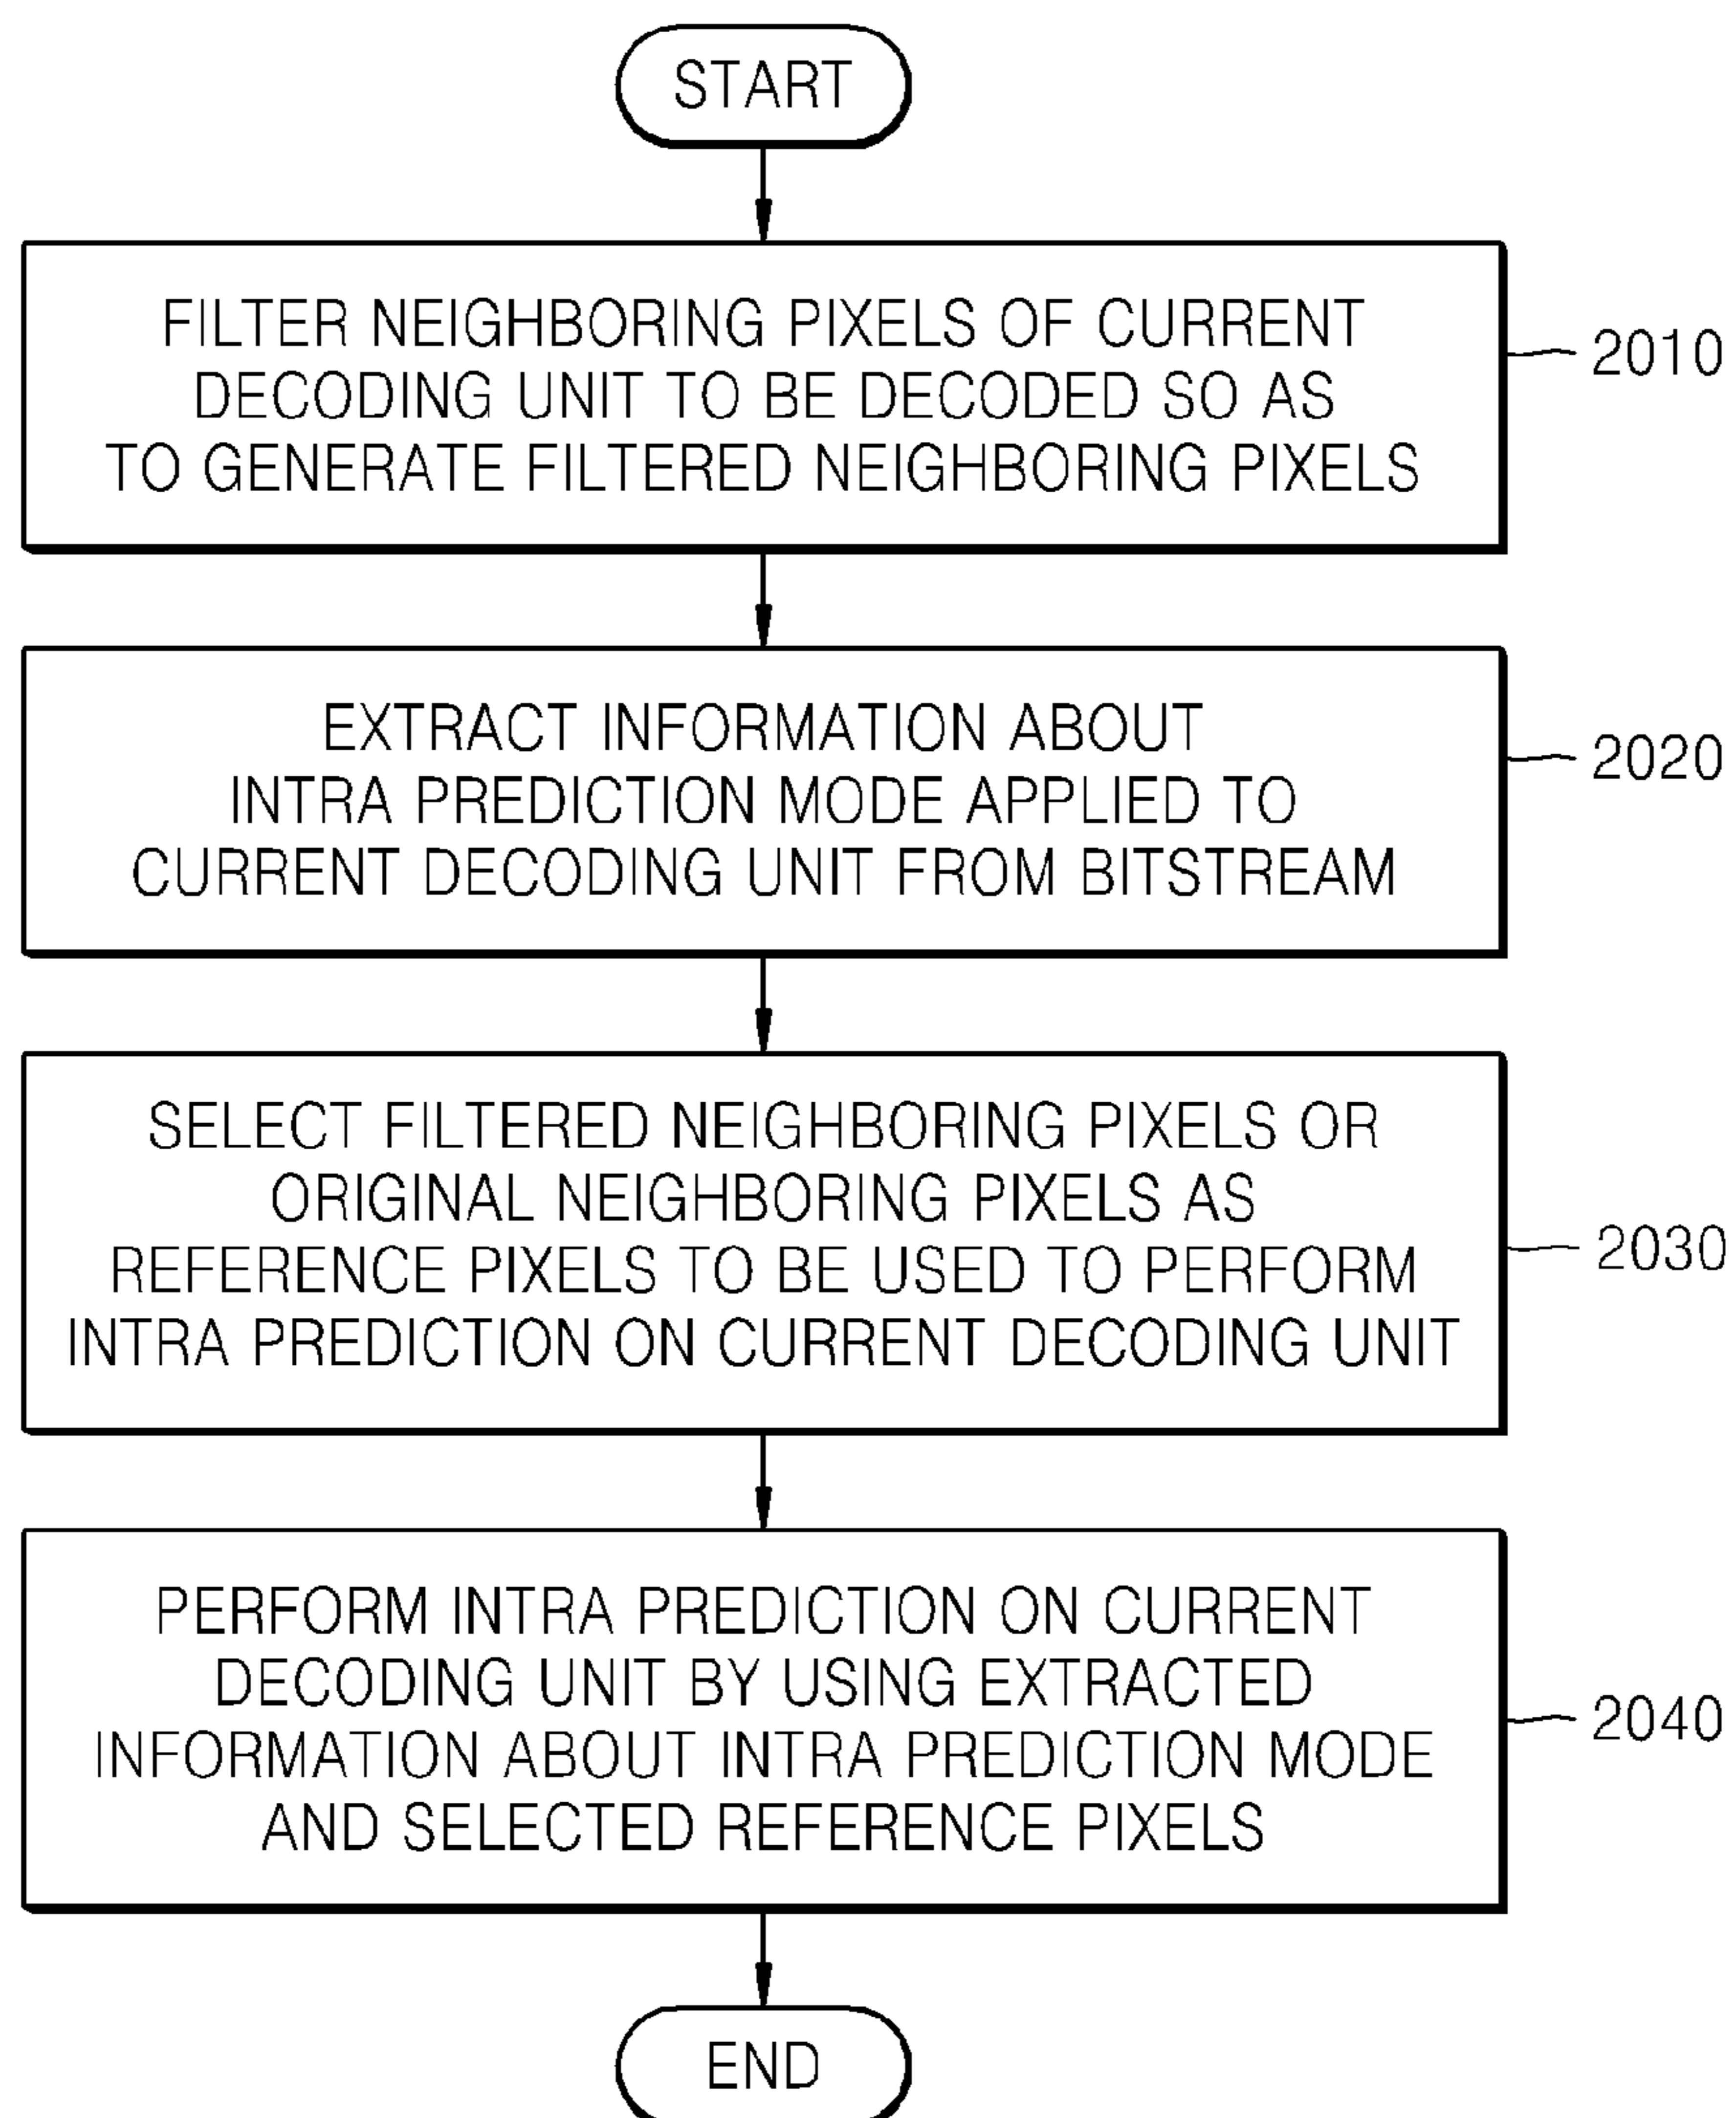 START
FILTER NEIGHBORING PIXELS OF CURRENT
DECODING UNIT TO BE DECODED SO AS
TO GENERATE FILTERED NEIGHBORING PIXELS
2010
EXTRACT INFORMATION ABOUT
INTRA PREDICTION MODE APPLIED TO
CURRENT DECODING UNIT FROM BITSTREAM
2020
SELECT FILTERED NEIGHBORING PIXELS OR
ORIGINAL NEIGHBORING PIXELS AS
REFERENCE PIXELS TO BE USED TO PERFORM
INTRA PREDICTION ON CURRENT DECODING UNIT
2030
PERFORM INTRA PREDICTION ON CURRENT
DECODING UNIT BY USING EXTRACTED
INFORMATION ABOUT INTRA PREDICTION MODE
AND SELECTED REFERENCE PIXELS
2040
END